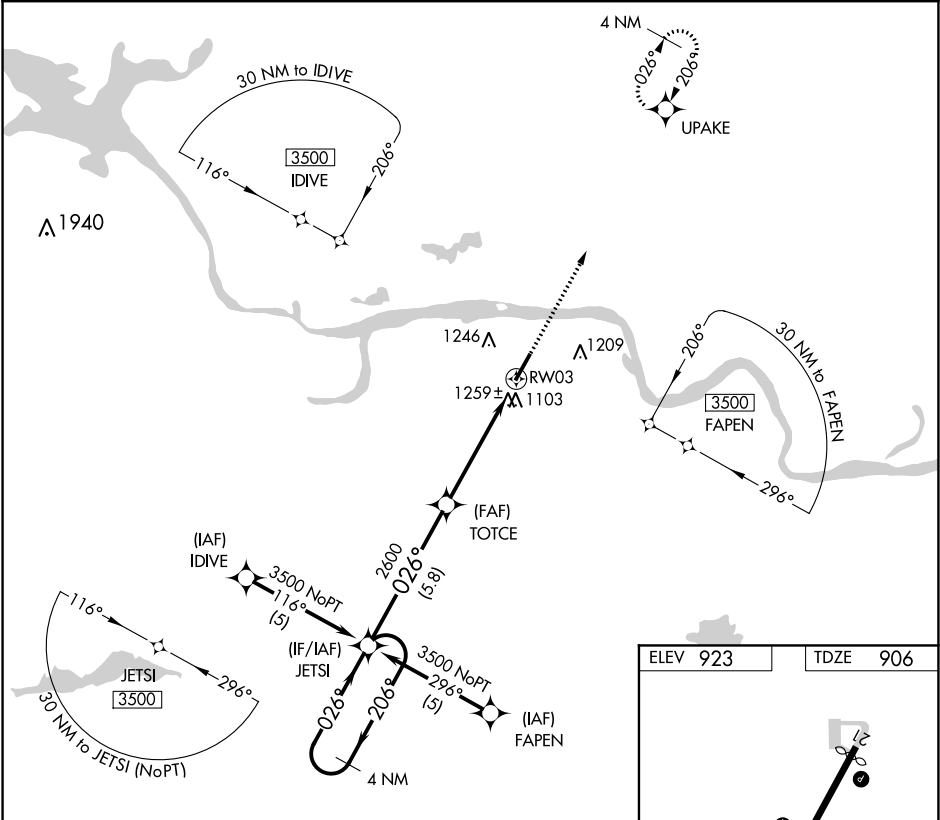 4 NM
026°
206°
UPAKE
30 NM to IDIVE
3500
IDIVE
116°
206°
1940
1246
1209
RW03
1259±
1103
206°
30 NM to FAPEN
3500
FAPEN
296°
(FAF)
TOTCE
2600
026°
(5.8)
(IAF)
IDIVE
3500 NoPT
116°
(5)
(IF/IAF)
JETSI
3500 NoPT
296°
(5)
(IAF)
FAPEN
026°
206°
4 NM
116°
JETSI
3500
296°
30 NM to JETSI (NoPT)
ELEV 923
TDZE 906
21
P